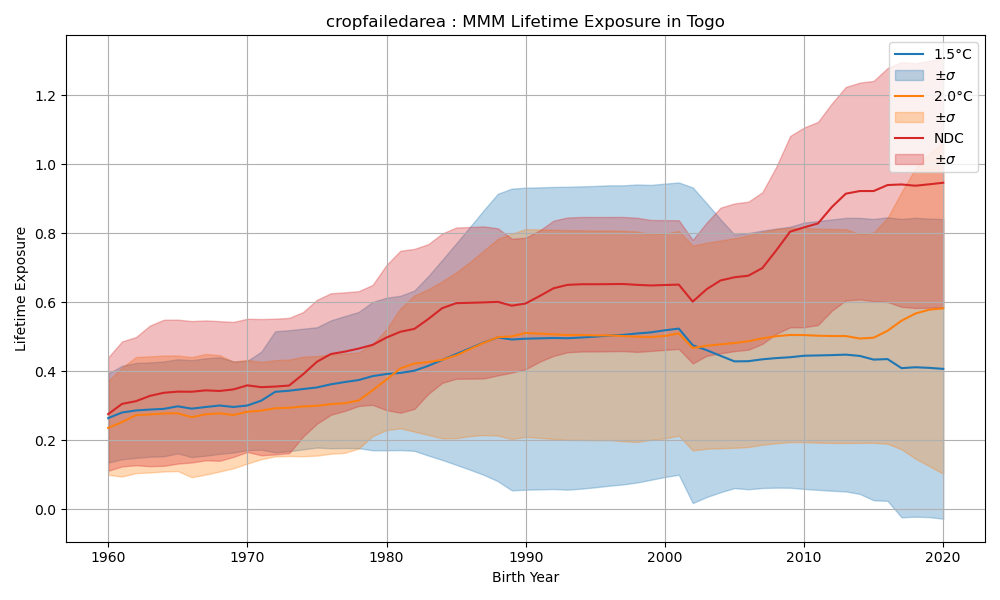 cropfailedarea : MMM Lifetime Exposure in Togo
1.5°C
±σ
2.0°C
±σ
NDC
±σ
Lifetime Exposure
1.2
1.0
0.8
0.6
0.4
0.2
0.0
1960 1970 1980 1990 2000 2010 2020
Birth Year